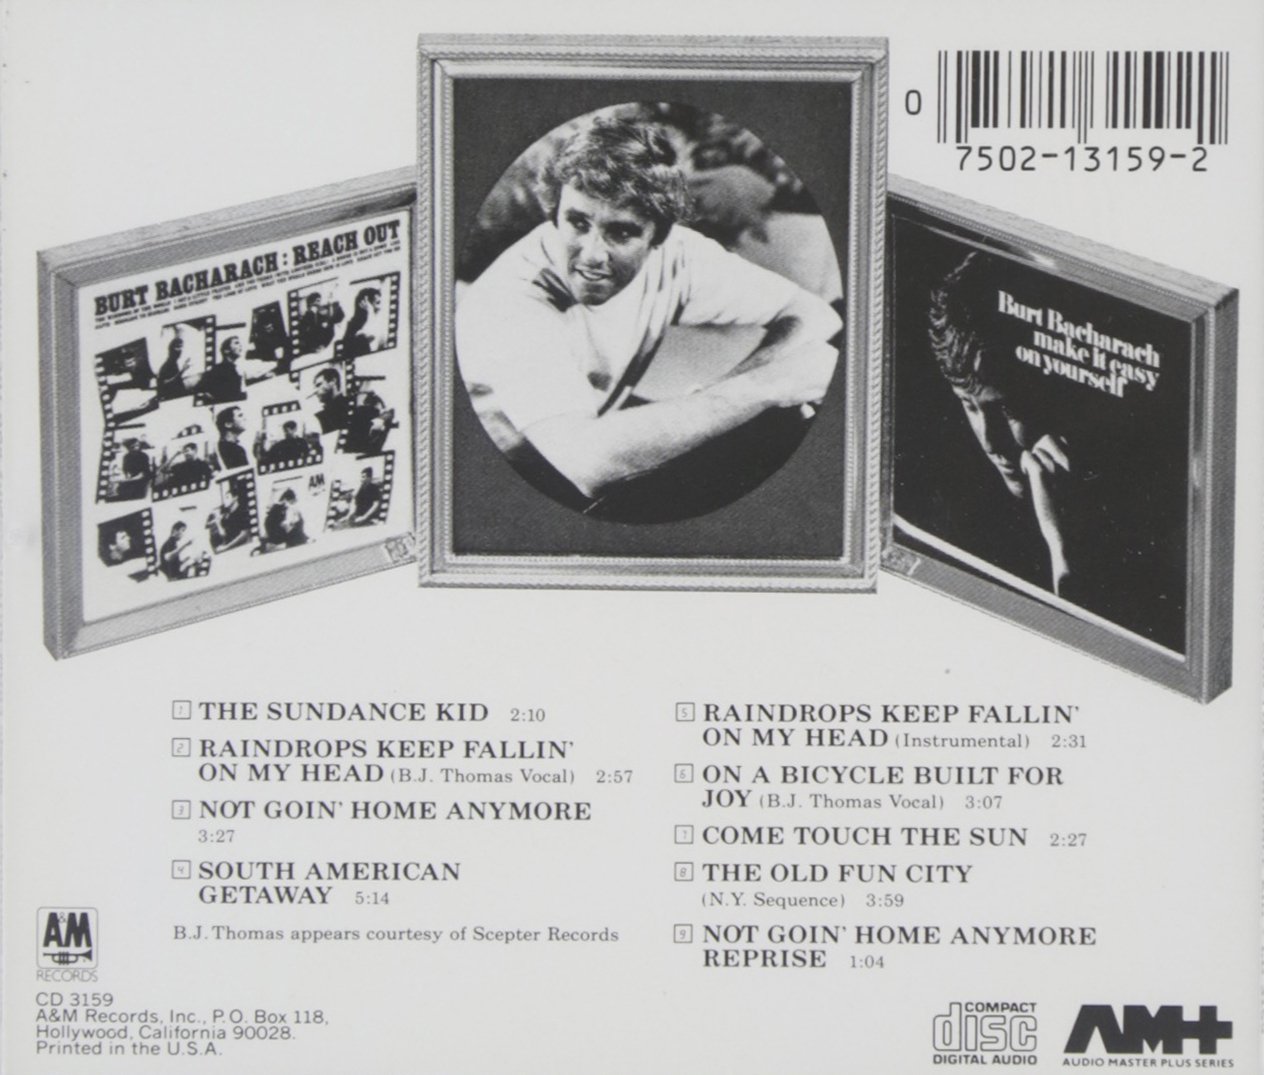 0
7502-13159-2
BURT BACHARACH: REACH OUT
A&M
Burt Bacharach
make it easy
on yourself
1 THE SUNDANCE KID 2:10
2 RAINDROPS KEEP FALLIN'
ON MY HEAD (B.J. Thomas Vocal) 2:57
3 NOT GOIN' HOME ANYMORE
3:27
4 SOUTH AMERICAN
GETAWAY 5:14
B.J. Thomas appears courtesy of Scepter Records
5 RAINDROPS KEEP FALLIN'
ON MY HEAD (Instrumental) 2:31
6 ON A BICYCLE BUILT FOR
JOY (B.J. Thomas Vocal) 3:07
7 COME TOUCH THE SUN 2:27
8 THE OLD FUN CITY
(N.Y. Sequence) 3:59
9 NOT GOIN' HOME ANYMORE
REPRISE 1:04
A&M
RECORDS
CD 3159
A&M Records, Inc., P.O. Box 118,
Hollywood, California 90028.
Printed in the U.S.A.
COMPACT
disc
DIGITAL AUDIO
AM+
AUDIO MASTER PLUS SERIES